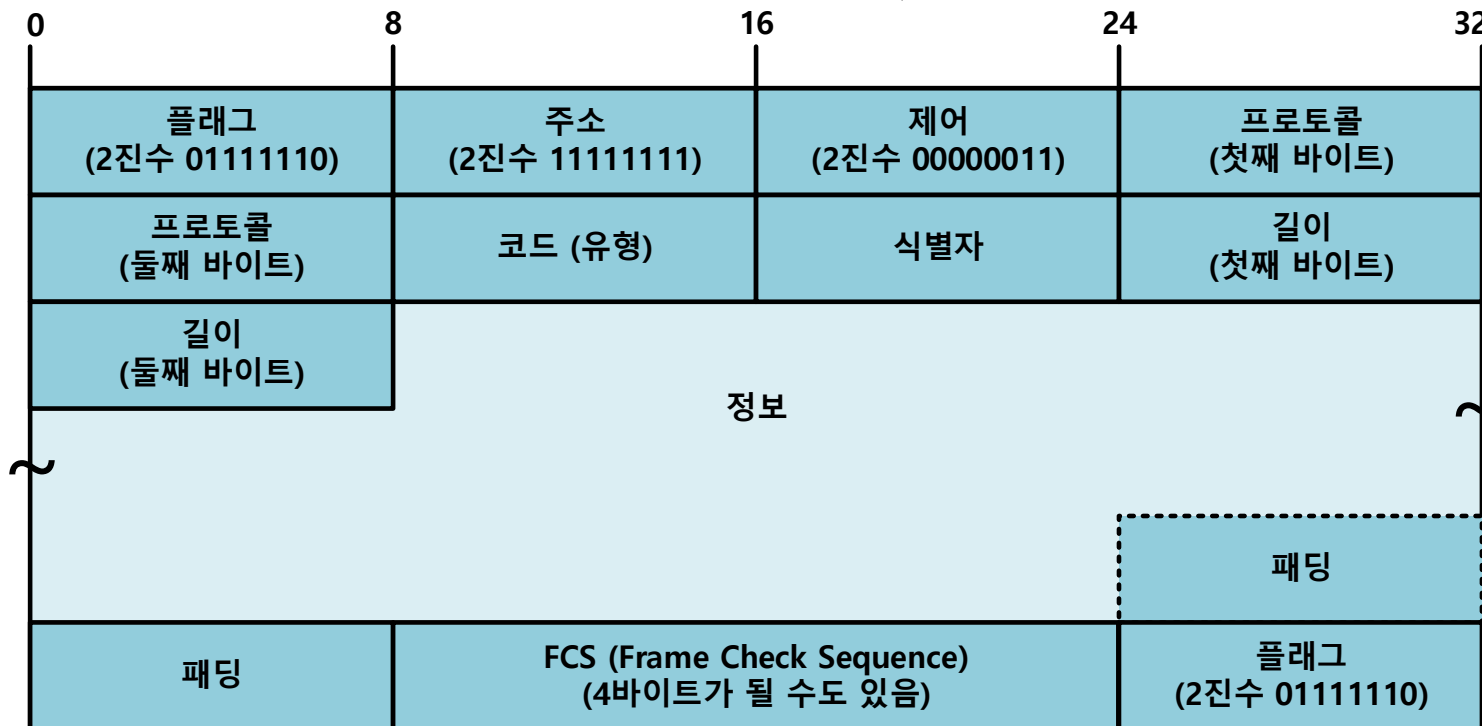 0 8 16 24 32
플래그 주소 제어 프로토콜
(2진수 01111110) (2진수 11111111) (2진수 00000011) (첫째 바이트)
프로토콜 코드 (유형) 식별자 길이
(둘째 바이트) (첫째 바이트)
길이
(둘째 바이트)
정보
~
~
패딩
패딩 FCS (Frame Check Sequence) 플래그
(4바이트가 될 수도 있음) (2진수 01111110)